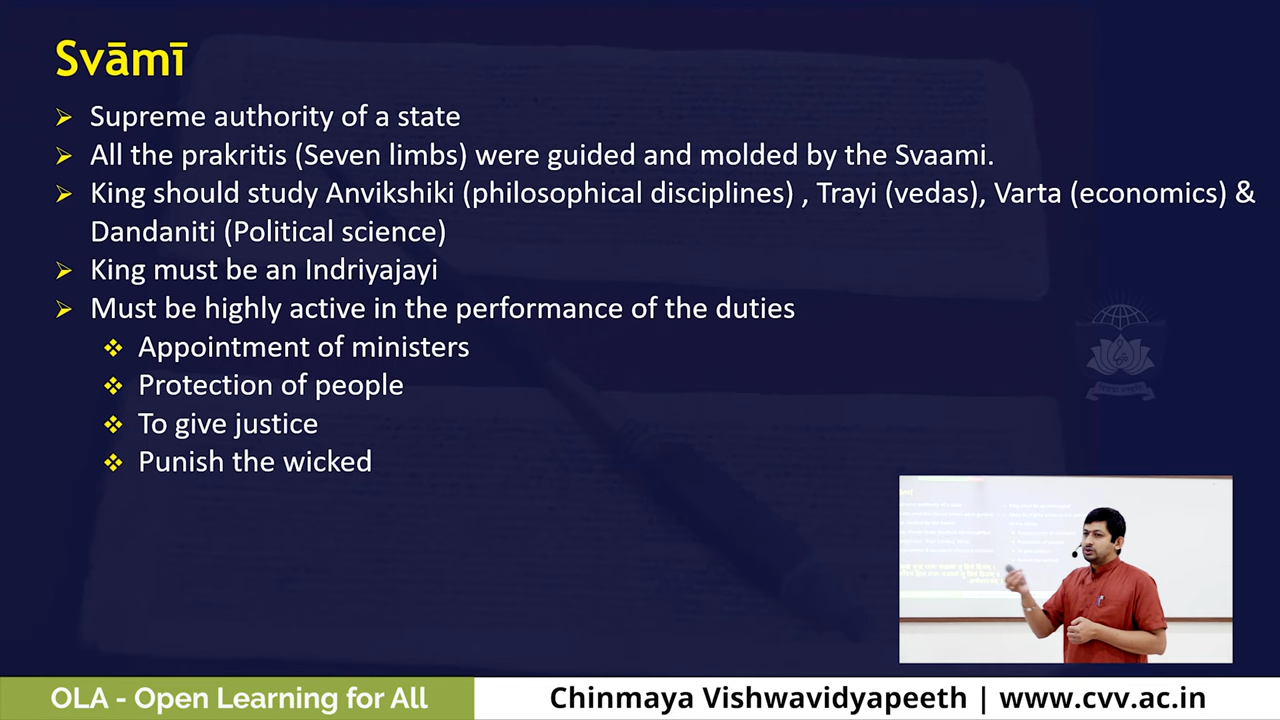 Svāmī
Supreme authority of a state
All the prakritis (Seven limbs) were guided and molded by the Svaami.
King should study Anvikshiki (philosophical disciplines) , Trayi (vedas), Varta (economics) &
Dandaniti (Political science)
King must be an Indriyajayi
Must be highly active in the performance of the duties
Appointment of ministers
Protection of people
To give justice
Punish the wicked
OLA - Open Learning for All
Chinmaya Vishwavidyapeeth | www.cvv.ac.in